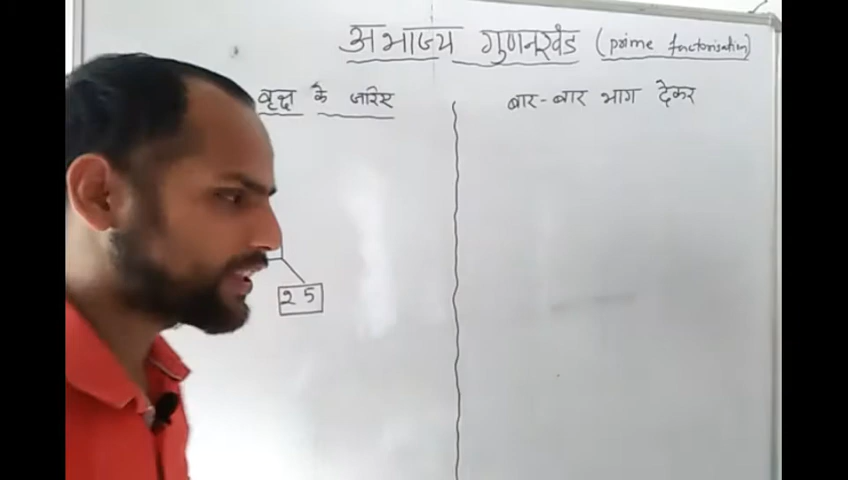 अभाज्य गुणनखंड (prime factorisation)
वृक्ष के जरिए
बार-बार भाग देकर
25